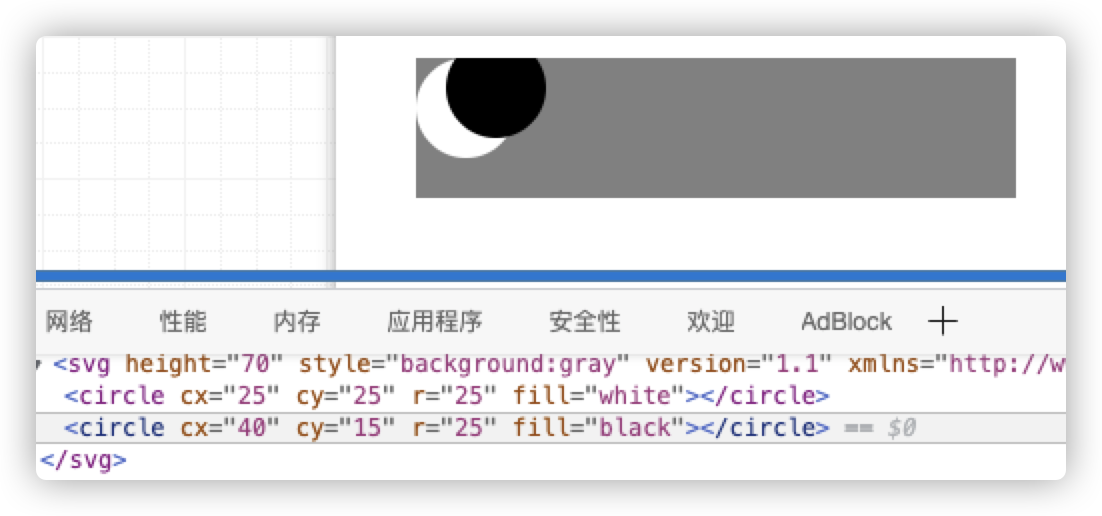 网络 性能 内存 应用程序 安全性 欢迎 AdBlock
<svg height="70" style="background:gray" version="1.1" xmlns="http://w
<circle cx="25" cy="25" r="25" fill="white"></circle>
<circle cx="40" cy="15" r="25" fill="black"></circle> == $0
</svg>